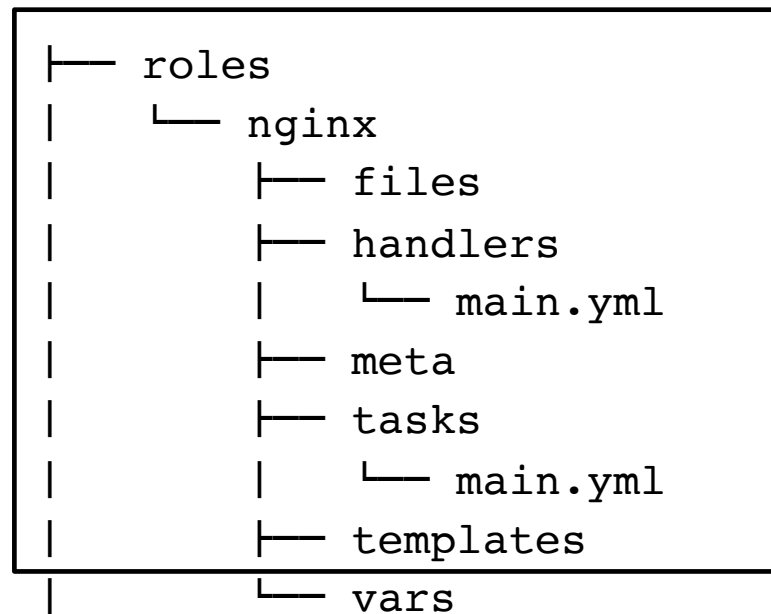 ├── roles
│   └── nginx
│       ├── files
│       ├── handlers
│       │   └── main.yml
│       ├── meta
│       ├── tasks
│       │   └── main.yml
│       ├── templates
│       └── vars